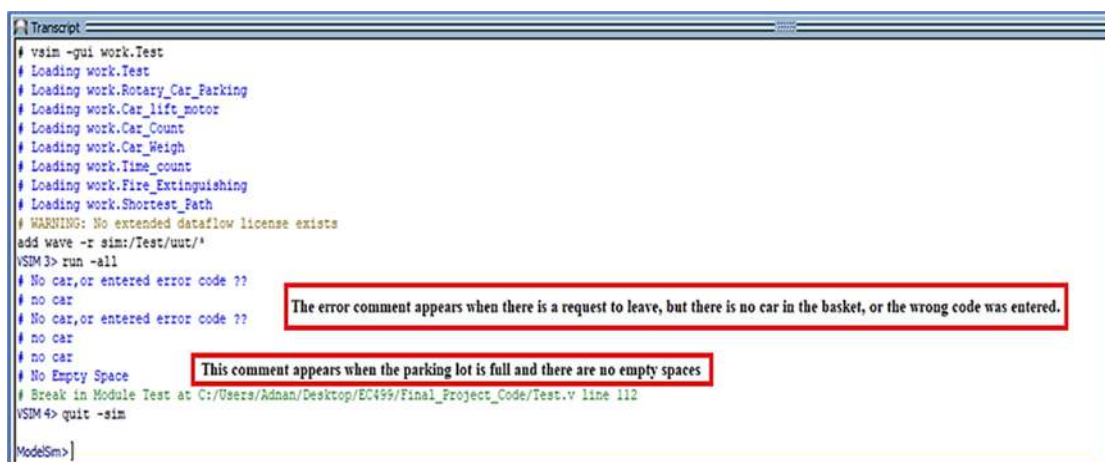 Transcript
# vsim -gui work.Test
# Loading work.Test
# Loading work.Rotary_Car_Parking
# Loading work.Car_lift_motor
# Loading work.Car_Count
# Loading work.Car_Weigh
# Loading work.Time_count
# Loading work.Fire_Extinguishing
# Loading work.Shortest_Path
# WARNING: No extended dataflow license exists
add wave -r sim:/Test/uut/*
VSIM 3> run -all
# No car,or entered error code ??
# no car
The error comment appears when there is a request to leave, but there is no car in the basket, or the wrong code was entered.
# No car,or entered error code ??
# no car
# no car
This comment appears when the parking lot is full and there are no empty spaces
# No Empty Space
# Break in Module Test at C:/Users/Adnan/Desktop/EC499/Final_Project_Code/Test.v line 112
VSIM 4> quit -sim
ModelSim>